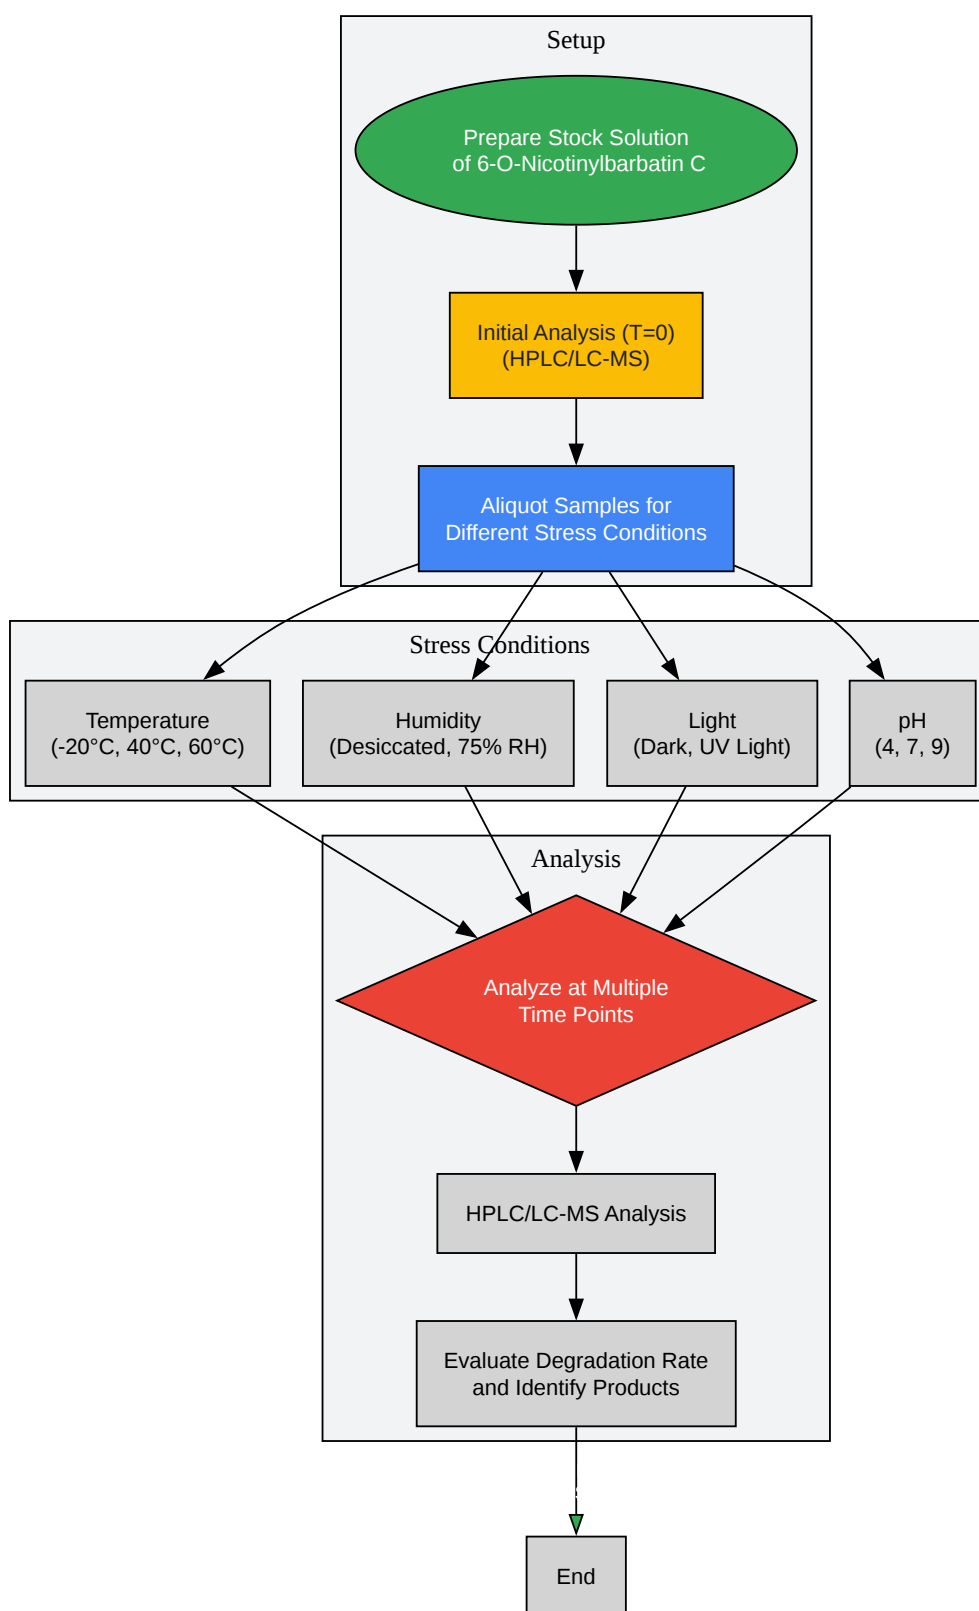 Setup
Prepare Stock Solution
of 6-O-Nicotinylbarbatin C
Initial Analysis (T=0)
(HPLC/LC-MS)
Aliquot Samples for
Different Stress Conditions
Stress Conditions
Temperature
(-20°C, 40°C, 60°C)
Humidity
(Desiccated, 75% RH)
Light
(Dark, UV Light)
pH
(4, 7, 9)
Analysis
Analyze at Multiple
Time Points
HPLC/LC-MS Analysis
Evaluate Degradation Rate
and Identify Products
End